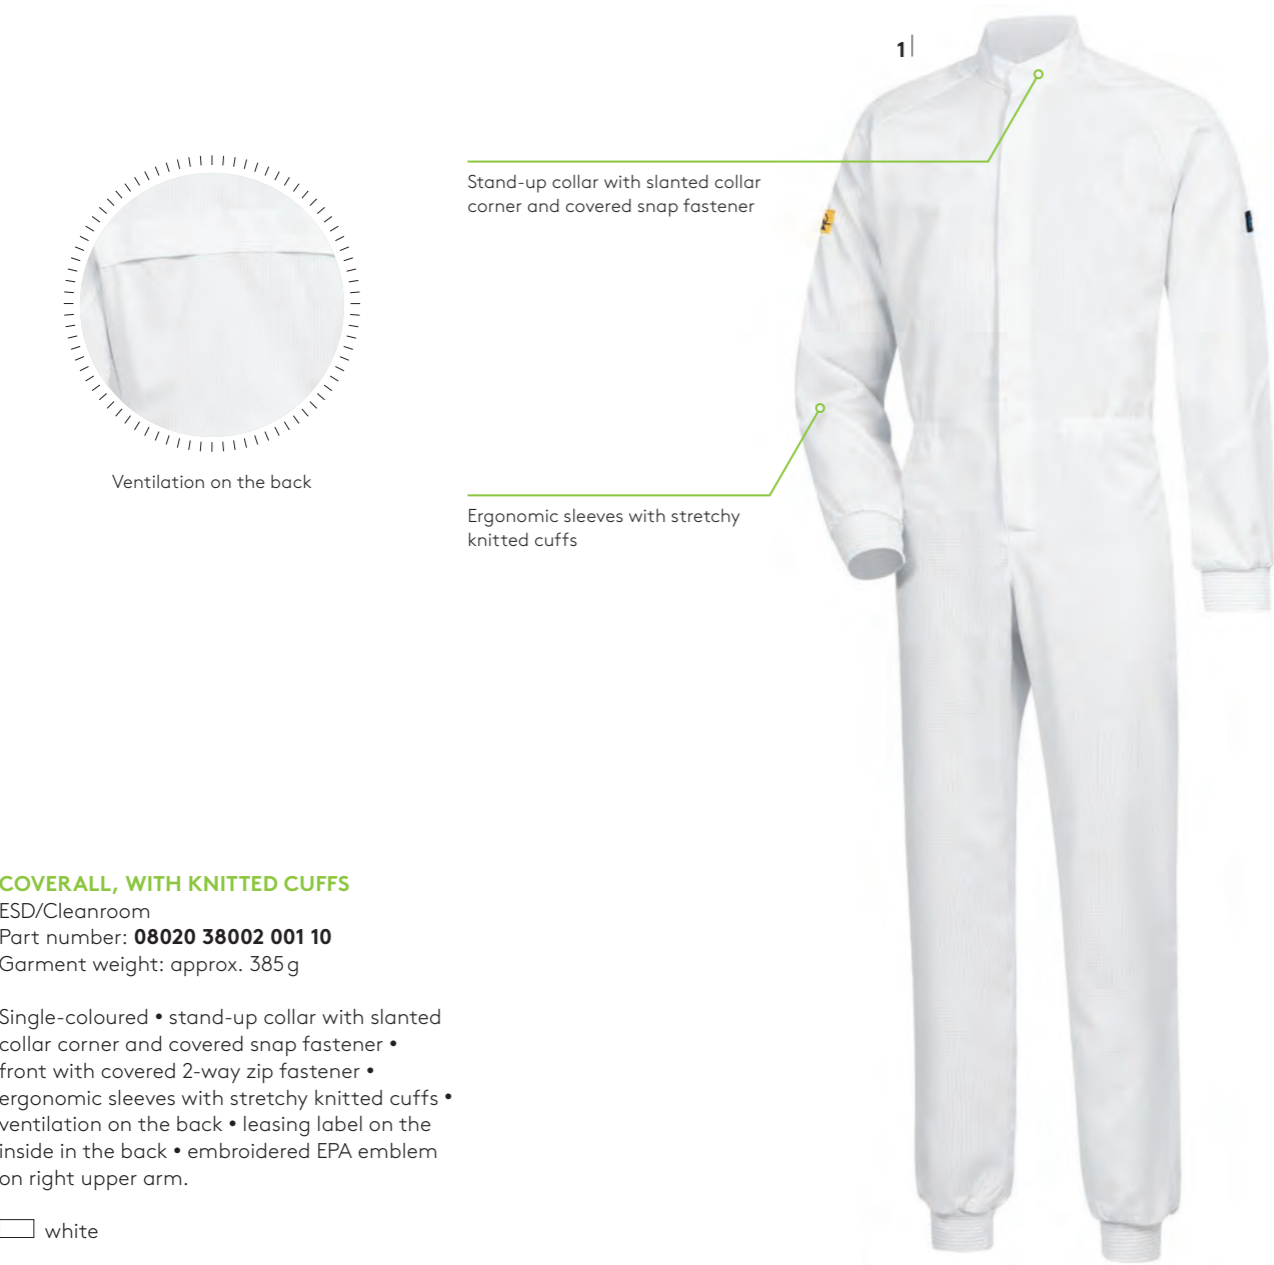 1
Stand-up collar with slanted collar
corner and covered snap fastener
Ventilation on the back
Ergonomic sleeves with stretchy
knitted cuffs
COVERALL, WITH KNITTED CUFFS
ESD/Cleanroom
Part number: 08020 38002 001 10
Garment weight: approx. 385 g
Single-coloured • stand-up collar with slanted
collar corner and covered snap fastener •
front with covered 2-way zip fastener •
ergonomic sleeves with stretchy knitted cuffs •
ventilation on the back • leasing label on the
inside in the back • embroidered EPA emblem
on right upper arm.
white